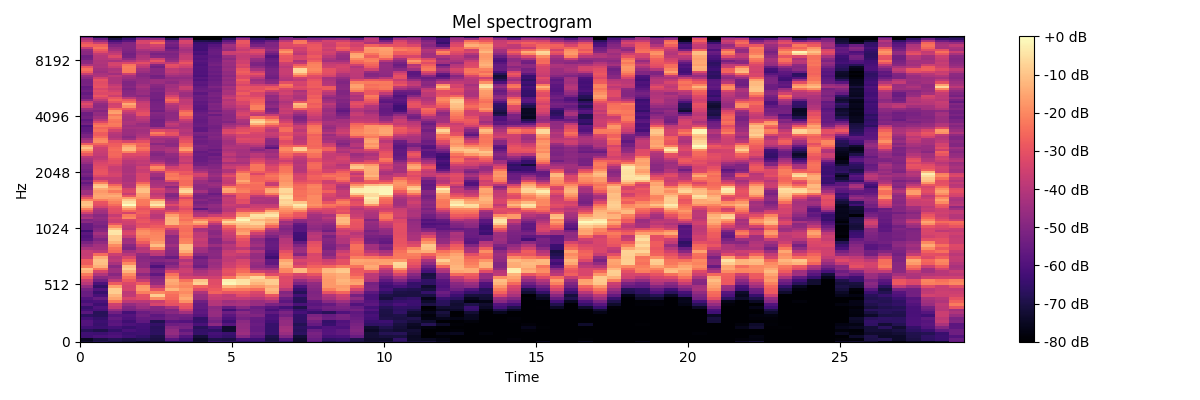 Mel spectrogram
Hz
8192
4096
2048
1024
512
0
0 5 10 15 20 25
Time
+0 dB
-10 dB
-20 dB
-30 dB
-40 dB
-50 dB
-60 dB
-70 dB
-80 dB